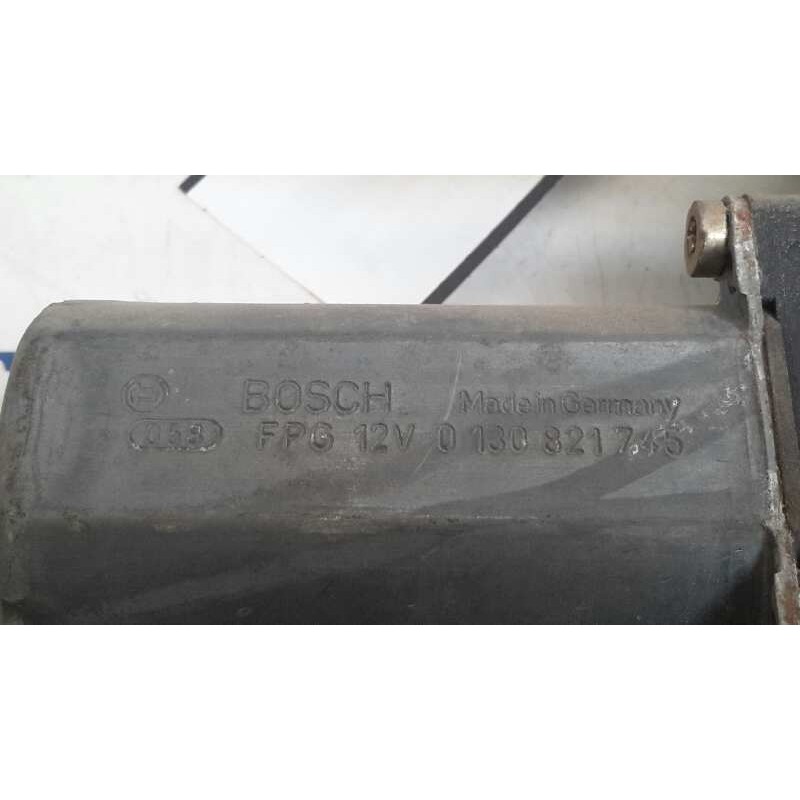 BOSCH Made in Germany
058 FPG 12V 0 130 821 745